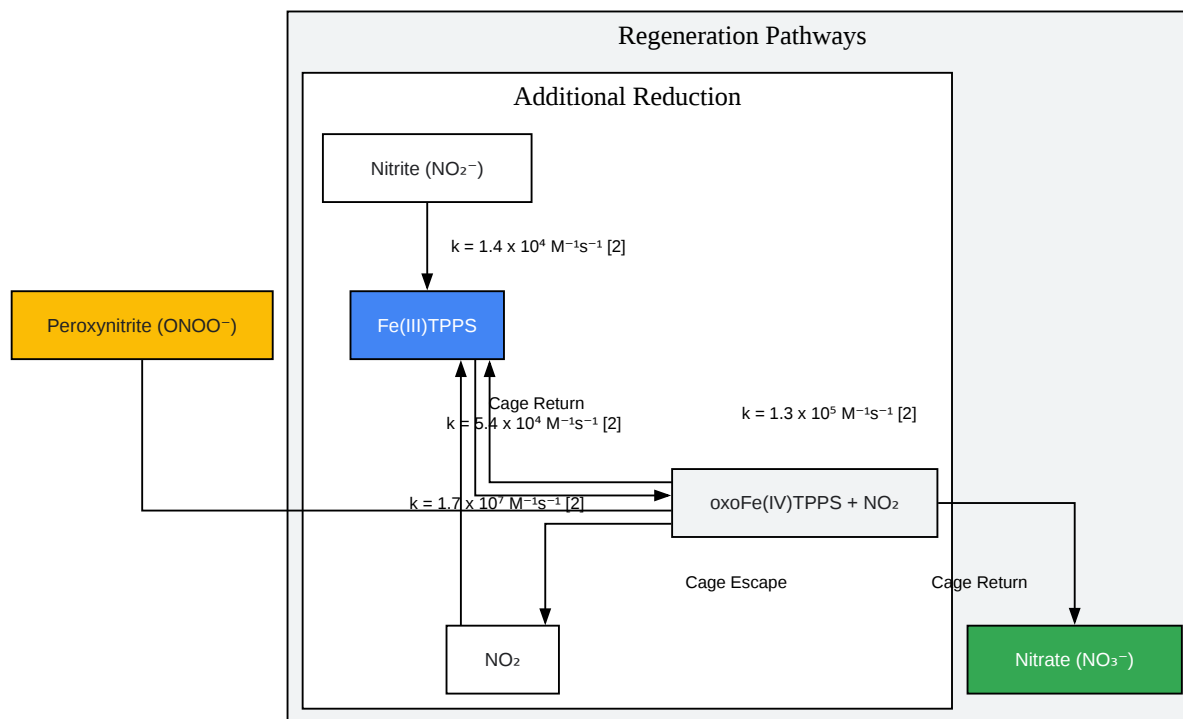 Regeneration Pathways
Additional Reduction
Nitrite (NO₂⁻)
k = 1.4 x 10⁴ M⁻¹s⁻¹ [2]
Peroxynitrite (ONOO⁻)
Fe(III)TPPS
Cage Return
k = 5.4 x 10⁴ M⁻¹s⁻¹ [2]
k = 1.3 x 10⁵ M⁻¹s⁻¹ [2]
k = 1.7 x 10⁷ M⁻¹s⁻¹ [2]
oxoFe(IV)TPPS + NO₂
Cage Escape
Cage Return
NO₂
Nitrate (NO₃⁻)